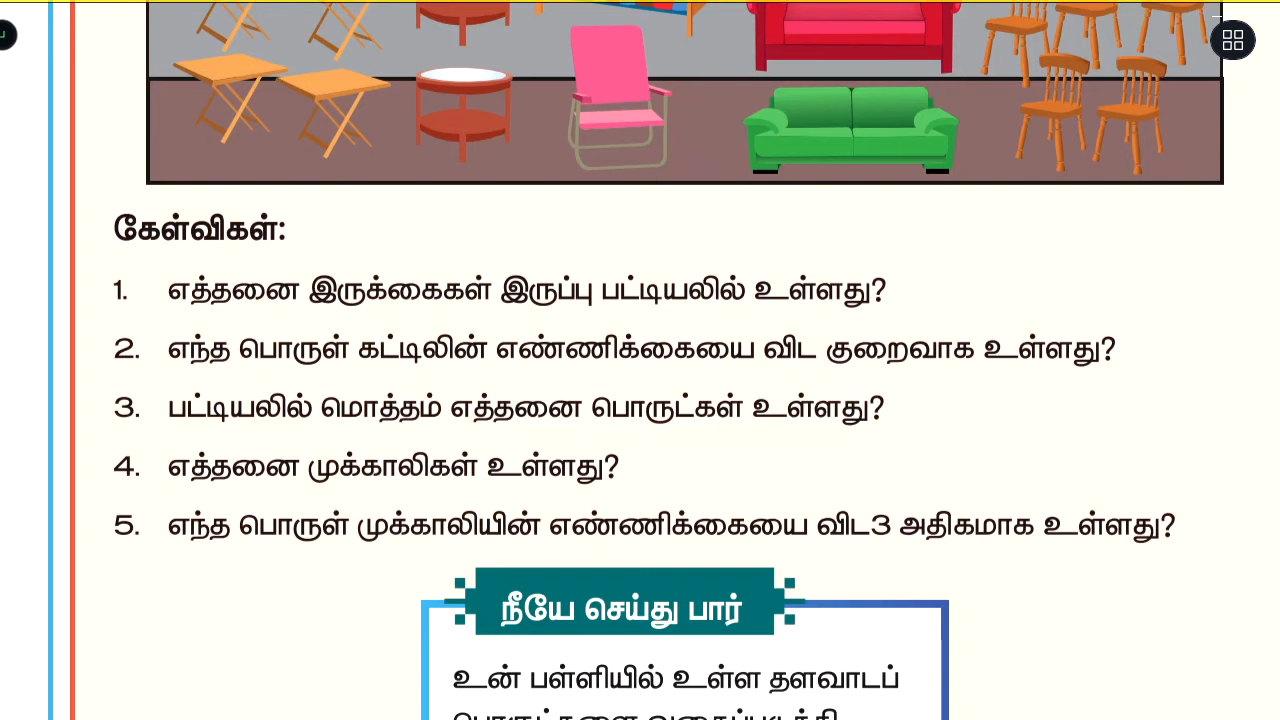 கேள்விகள்:
1. எத்தனை இருக்கைகள் இருப்பு பட்டியலில் உள்ளது?
2. எந்த பொருள் கட்டிலின் எண்ணிக்கையை விட குறைவாக உள்ளது?
3. பட்டியலில் மொத்தம் எத்தனை பொருட்கள் உள்ளது?
4. எத்தனை முக்காலிகள் உள்ளது?
5. எந்த பொருள் முக்காலியின் எண்ணிக்கையை விட3 அதிகமாக உள்ளது?
நீயே செய்து பார்
உன் பள்ளியில் உள்ள தளவாடப்